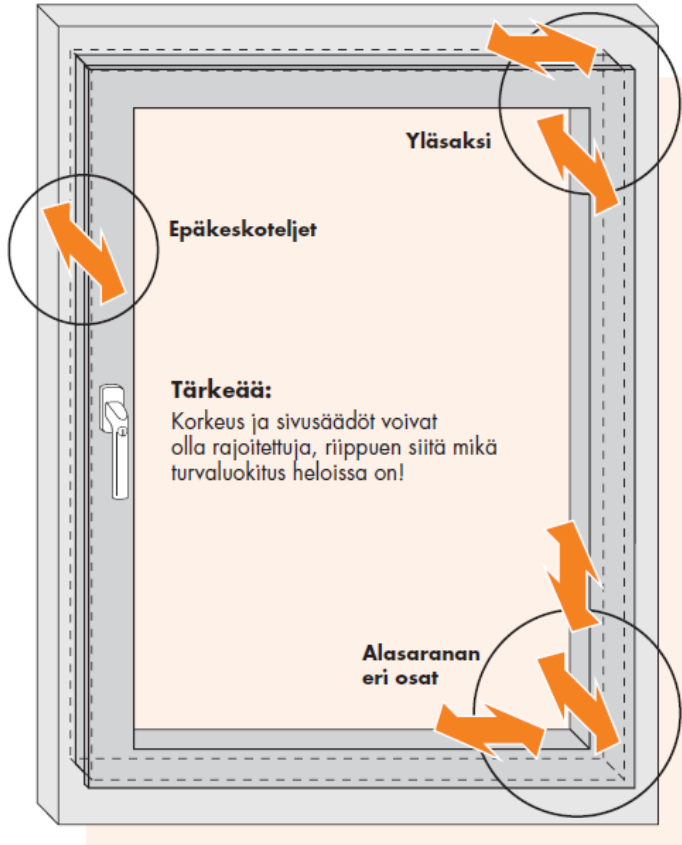 Yläsaksi
Epäkeskoteljet
Tärkeää:
Korkeus ja sivusäädöt voivat
olla rajoitettuja, riippuen siitä mikä
turvaluokitus heloissa on!
Alasaranan
eri osat